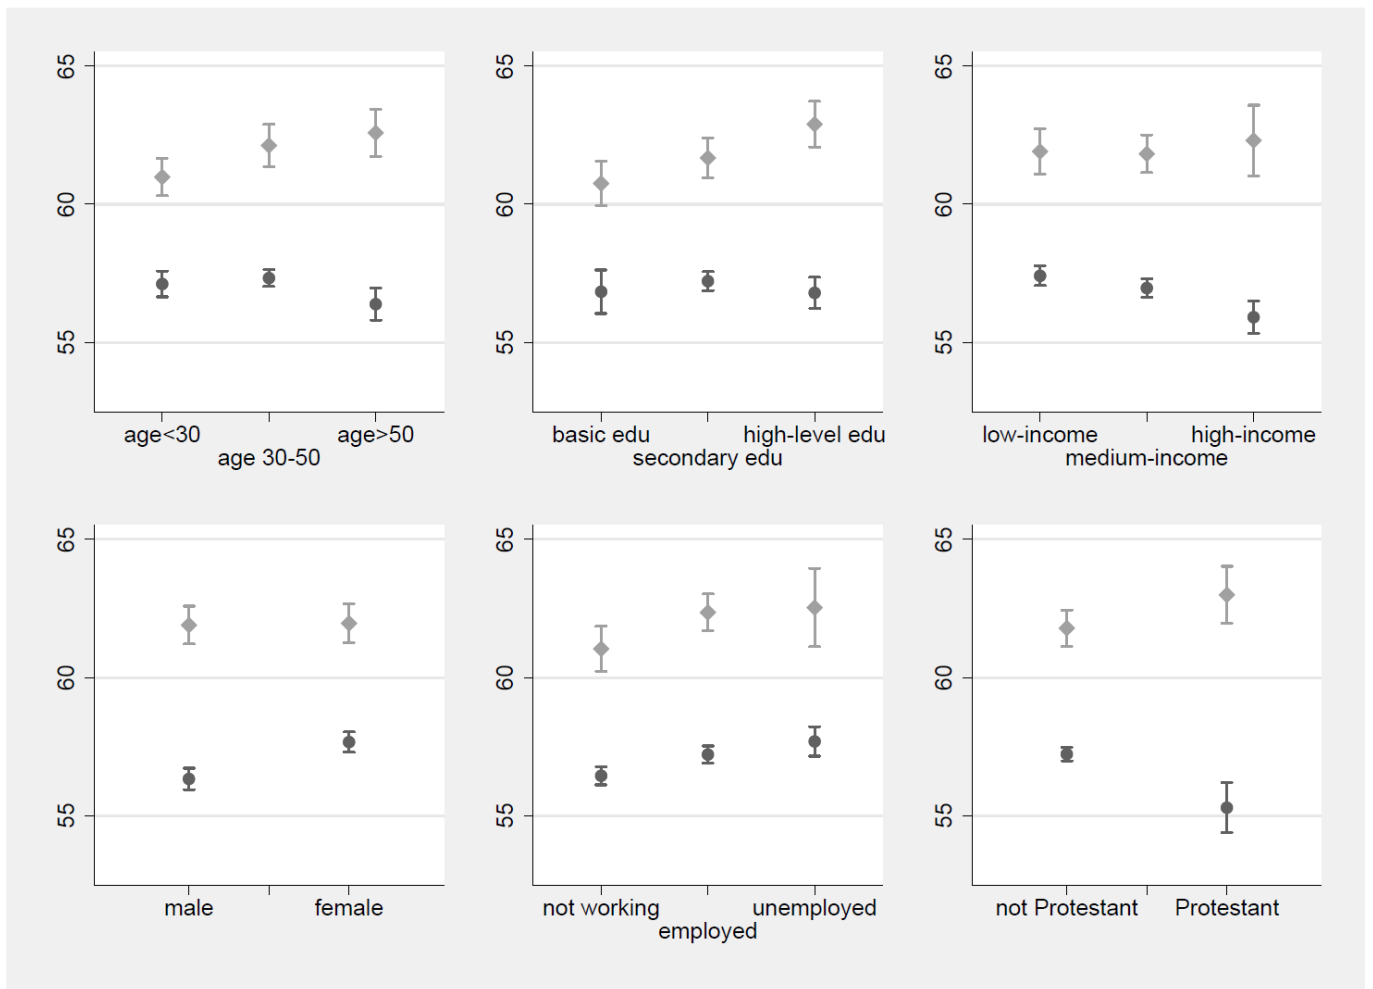 65
60
55
age<30
age>50
age 30-50
65
60
55
basic edu
high-level edu
secondary edu
65
60
55
low-income
high-income
medium-income
65
60
55
male
female
65
60
55
not working
unemployed
employed
65
60
55
not Protestant
Protestant